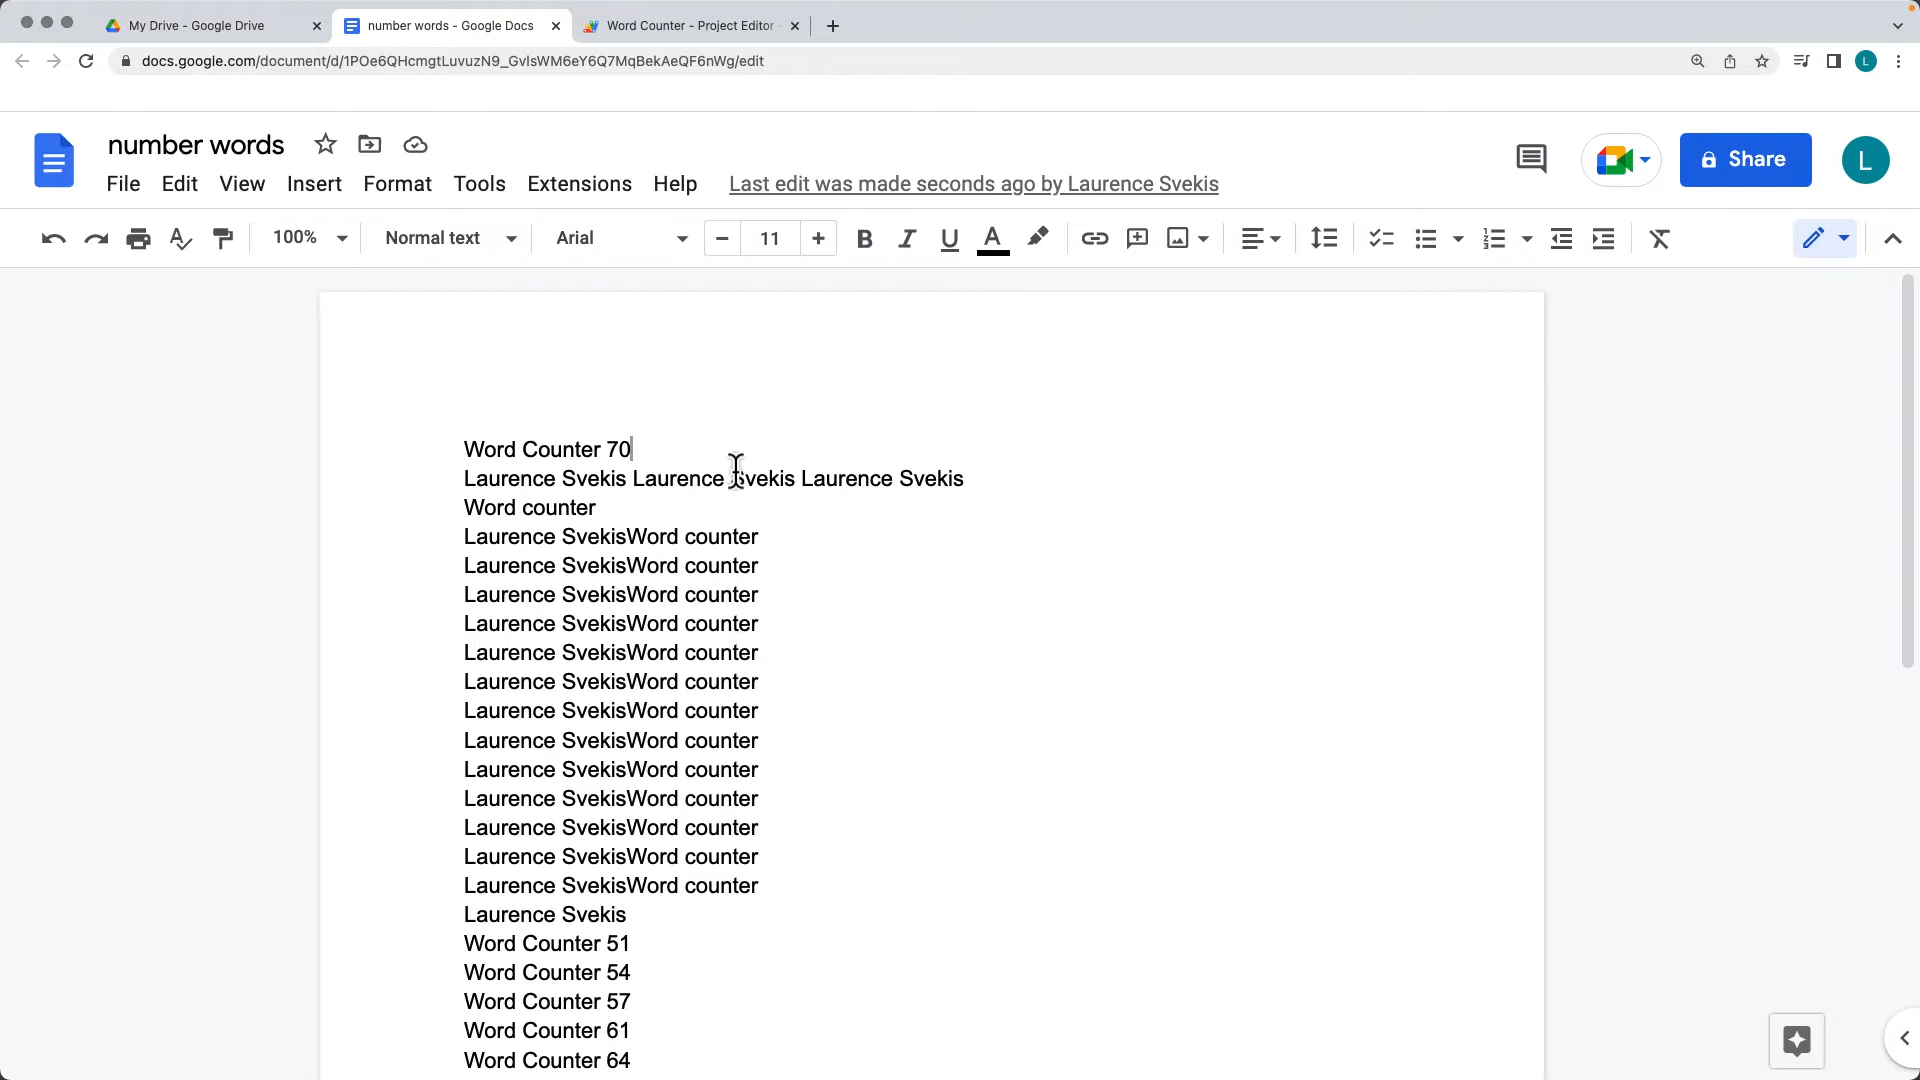 My Drive - Google Drive
number words - Google Docs
Word Counter - Project Editor -
docs.google.com/document/d/1POe6QHcmgtLuvuzN9_GvlsWM6eY6Q7MqBekAeQF6nWg/edit
L
number words
Share
L
File Edit View Insert Format Tools Extensions Help Last edit was made seconds ago by Laurence Svekis
100% Normal text Arial 11 B I U A
Word Counter 70
Laurence Svekis Laurence Svekis Laurence Svekis
Word counter
Laurence SvekisWord counter
Laurence SvekisWord counter
Laurence SvekisWord counter
Laurence SvekisWord counter
Laurence SvekisWord counter
Laurence SvekisWord counter
Laurence SvekisWord counter
Laurence SvekisWord counter
Laurence SvekisWord counter
Laurence SvekisWord counter
Laurence SvekisWord counter
Laurence SvekisWord counter
Laurence SvekisWord counter
Laurence Svekis
Word Counter 51
Word Counter 54
Word Counter 57
Word Counter 61
Word Counter 64